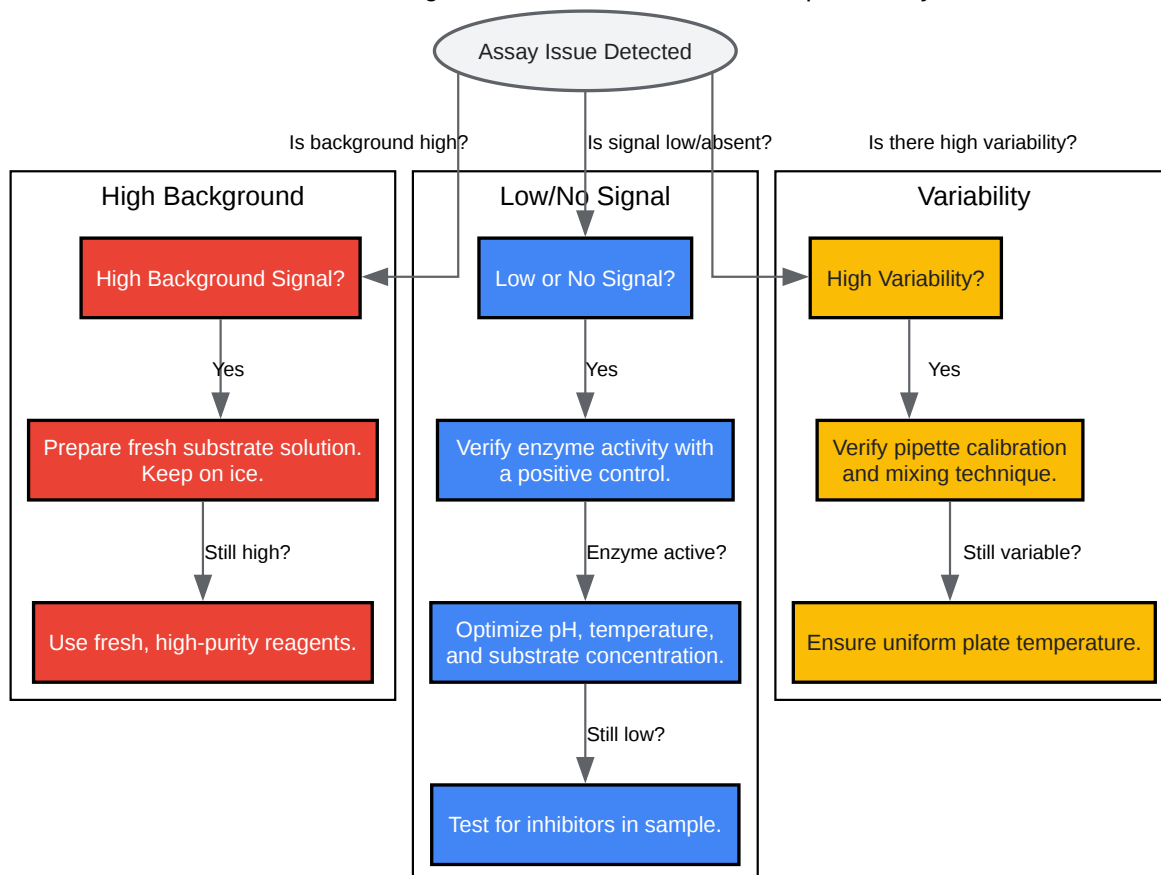 Assay Issue Detected
Is background high?
Is signal low/absent?
Is there high variability?
High Background
Low/No Signal
Variability
High Background Signal?
Low or No Signal?
High Variability?
Yes
Yes
Yes
Prepare fresh substrate solution.
Keep on ice.
Verify enzyme activity with
a positive control.
Verify pipette calibration
and mixing technique.
Still high?
Enzyme active?
Still variable?
Use fresh, high-purity reagents.
Optimize pH, temperature,
and substrate concentration.
Ensure uniform plate temperature.
Still low?
Test for inhibitors in sample.